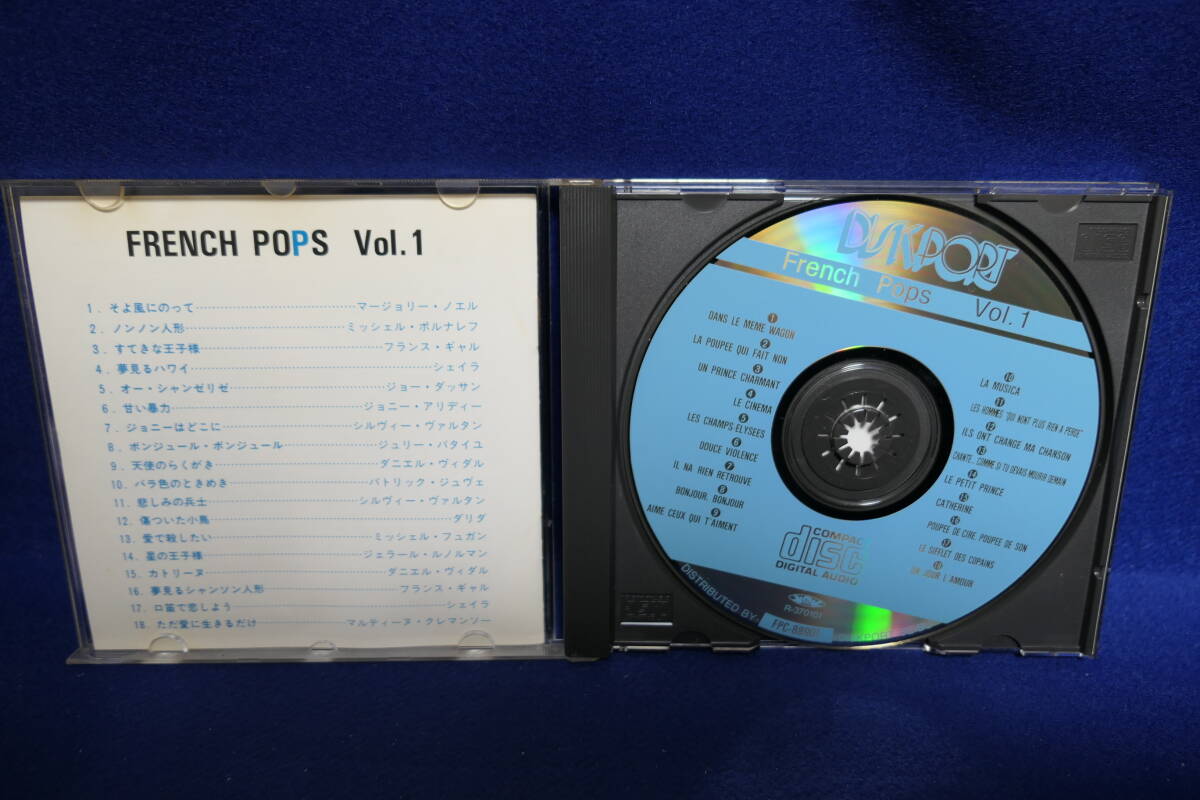 FRENCH POPS Vol.1
1. そよ風にのって マージョリー・ノエル
2. ノンノン人形 ミッシェル・ポルナレフ
3. すてきな王子様 フランス・ギャル
4. 夢見るハワイ シェイラ
5. オー・シャンゼリゼ ジョー・ダッサン
6. 甘い暴力 ジョニー・アリディー
7. ジョニーはどこに シルヴィー・ヴァルタン
8. ボンジュール・ボンジュール ジュリー・バタイユ
9. 天使のらくがき ダニエル・ヴィダル
10. バラ色のときめき パトリック・ジュヴェ
11. 悲しみの兵士 シルヴィー・ヴァルタン
12. 傷ついた小鳥 ダリダ
13. 愛で殺したい ミッシェル・フュガン
14. 星の王子様 ジェラール・ルノルマン
15. カトリーヌ ダニエル・ヴィダル
16. 夢見るシャンソン人形 フランス・ギャル
17. 口笛で恋しよう シェイラ
18. ただ愛に生きるだけ マルティーヌ・クレマンソー
DISKPORT
French Pops Vol.1
1
DANS LE MEME WAGON
2
LA POUPEE QUI FAIT NON
3
UN PRINCE CHARMANT
4
LE CINEMA
5
LES CHAMPS-ELYSEES
6
DOUCE VIOLENCE
7
IL NA RIEN RETROUVE
8
BONJOUR, BONJOUR
9
AIME CEUX QUI T'AIMENT
10
LA MUSICA
11
LES HOMMES "QUI NONT PLUS RIEN A PERDE"
12
ILS ONT CHANGE MA CHANSON
13
CHANTE... COMME SI TU DEVAIS MOURIR DEMAIN
14
LE PETIT PRINCE
15
CATHERINE
16
POUPEE DE CIRE, POUPEE DE SON
17
LE SIFFLET DES COPAINS
18
UN JOUR L AMOUR
COMPACT
disc
DIGITAL AUDIO
R-370101
DISTRIBUTED BY